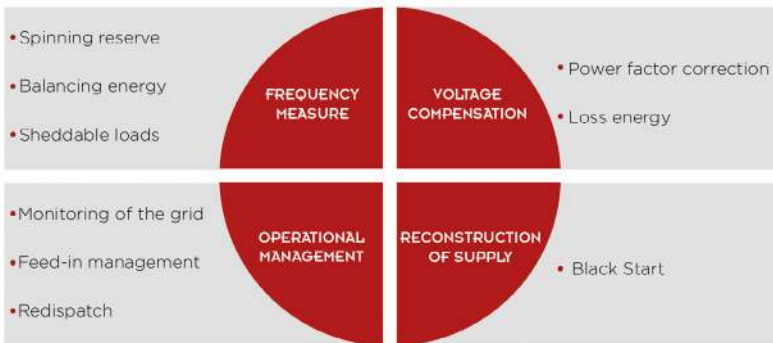 • Spinning reserve
• Balancing energy
• Sheddable loads
FREQUENCY
MEASURE
VOLTAGE
COMPENSATION
• Power factor correction
• Loss energy
• Monitoring of the grid
• Feed-in management
• Redispatch
OPERATIONAL
MANAGEMENT
RECONSTRUCTION
OF SUPPLY
• Black Start